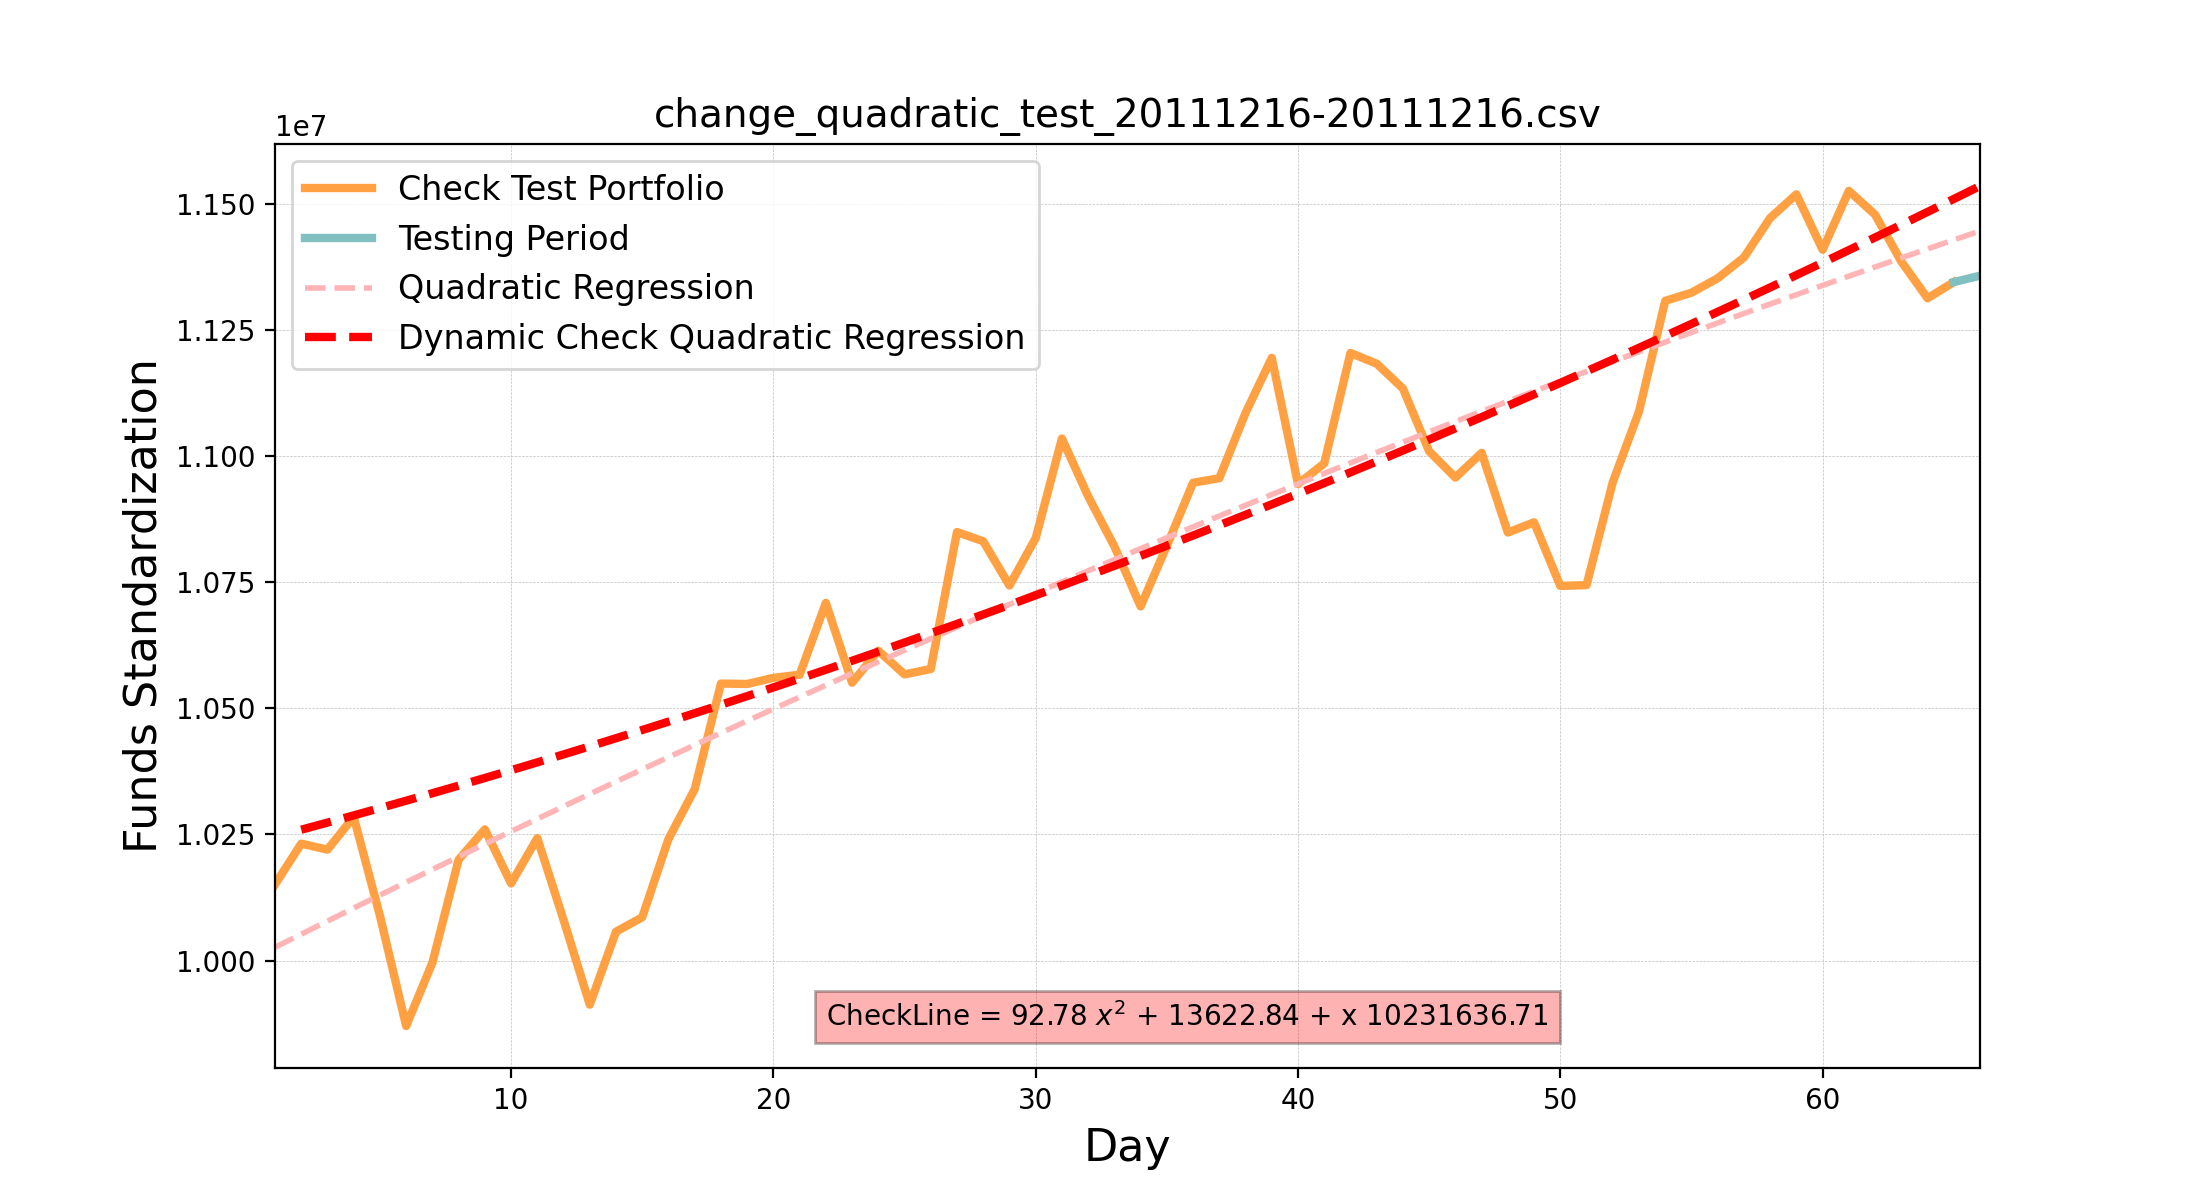 change_quadratic_test_20111216-20111216.csv
1e7
Check Test Portfolio
Testing Period
Quadratic Regression
Dynamic Check Quadratic Regression
Funds Standardization
1.150
1.125
1.100
1.075
1.050
1.025
1.000
CheckLine = 92.78 x² + 13622.84 + x 10231636.71
10 20 30 40 50 60
Day